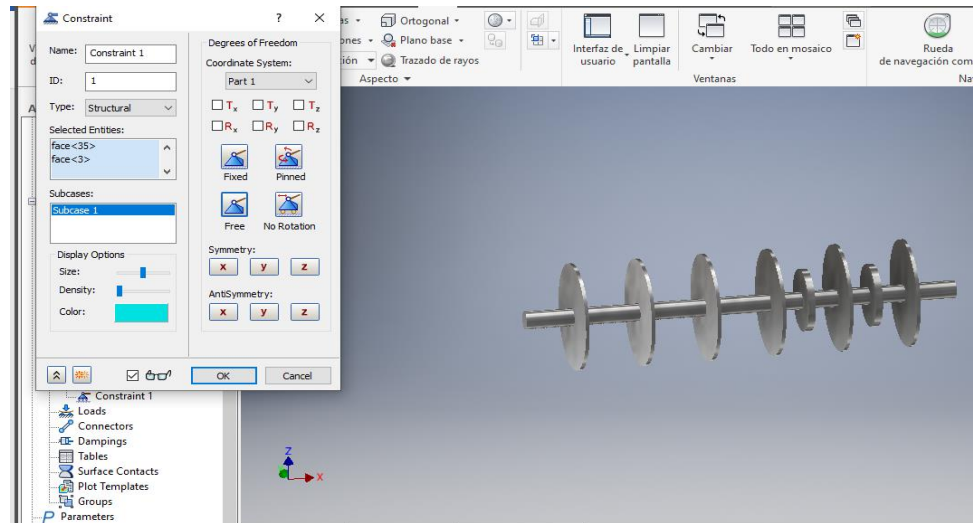 Constraint
?
Name:
Constraint 1
ID:
1
Type:
Structural
Selected Entities:
face<35>
face<3>
Subcases:
Subcase 1
Display Options
Size:
Density:
Color:
Degrees of Freedom
Coordinate System:
Part 1
Tx Ty Tz
Rx Ry Rz
Fixed Pinned
Free No Rotation
Symmetry:
x y z
AntiSymmetry:
x y z
OK Cancel
Ortogonal
Plano base
Trazado de rayos
Aspecto
Interfaz de usuario
Limpiar pantalla
Cambiar
Todo en mosaico
Ventanas
Rueda
de navegación com
Na
Constraint 1
Loads
Connectors
Dampings
Tables
Surface Contacts
Plot Templates
Groups
Parameters
Z
X